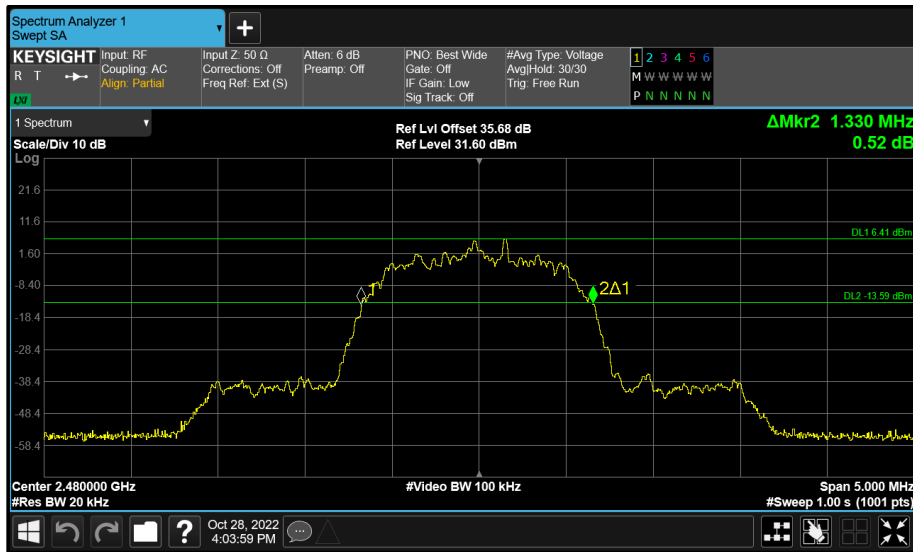 Spectrum Analyzer 1
Swept SA
+
KEYSIGHT
R T
LXI
Input: RF
Coupling: AC
Align: Partial
Input Z: 50 Ω
Corrections: Off
Freq Ref: Ext (S)
Atten: 6 dB
Preamp: Off
PNO: Best Wide
Gate: Off
IF Gain: Low
Sig Track: Off
#Avg Type: Voltage
Avg|Hold: 30/30
Trig: Free Run
1 2 3 4 5 6
M W W W W W
P N N N N N
1 Spectrum
Scale/Div 10 dB
Ref Lvl Offset 35.68 dB
Ref Level 31.60 dBm
ΔMkr2 1.330 MHz
0.52 dB
Log
21.6
11.6
1.60
-8.40
-18.4
-28.4
-38.4
-48.4
-58.4
DL1 6.41 dBm
1
2Δ1
DL2 -13.59 dBm
Center 2.480000 GHz
#Video BW 100 kHz
Span 5.000 MHz
#Res BW 20 kHz
#Sweep 1.00 s (1001 pts)
?
Oct 28, 2022
4:03:59 PM